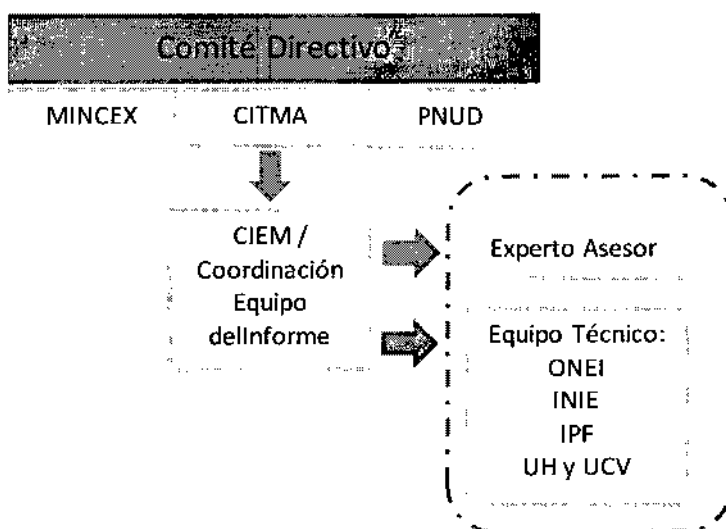 Comité Directivo
MINCEX
CITMA
PNUD
CIEM /
Coordinación
Equipo
delInforme
Experto Asesor
Equipo Técnico:
ONEI
INIE
IPF
UH y UCV